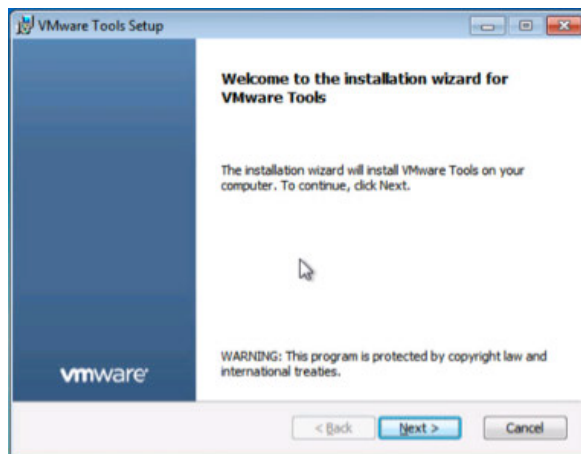 VMware Tools Setup
Welcome to the installation wizard for
VMware Tools
The installation wizard will install VMware Tools on your
computer. To continue, click Next.
WARNING: This program is protected by copyright law and
international treaties.
vmware
< Back Next > Cancel